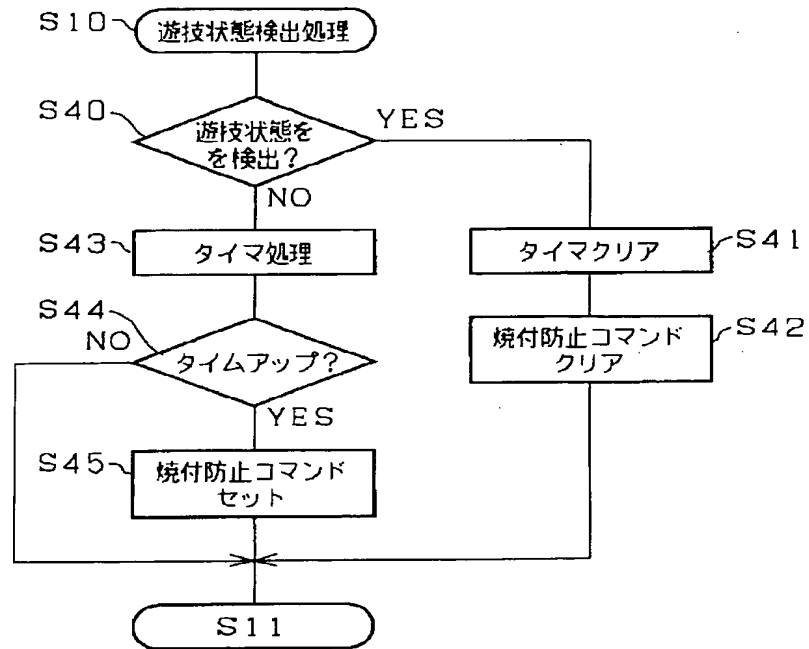 S10
遊技状態検出処理
S40
遊技状態を
を検出？
YES
NO
S43
タイマ処理
タイマクリア
S41
S44
NO
タイムアップ？
焼付防止コマンド
クリア
S42
YES
S45
焼付防止コマンド
セット
S11